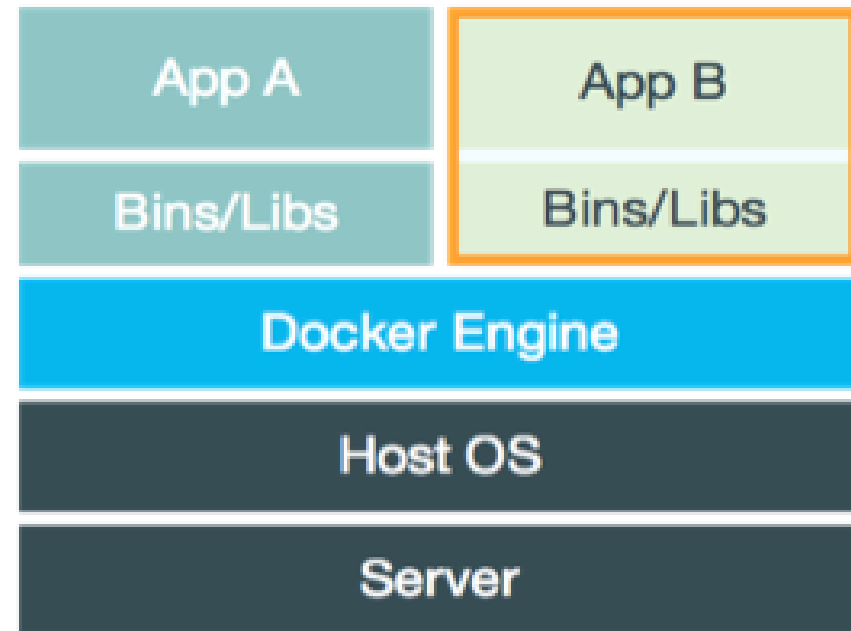 App A
App B
Bins/Libs
Bins/Libs
Docker Engine
Host OS
Server